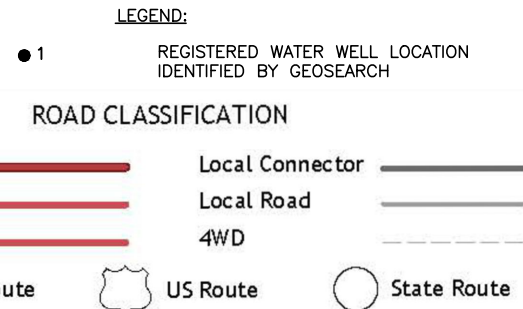 LEGEND:
1 REGISTERED WATER WELL LOCATION
IDENTIFIED BY GEOSEARCH
ROAD CLASSIFICATION
Local Connector
Local Road
4WD
US Route State Route